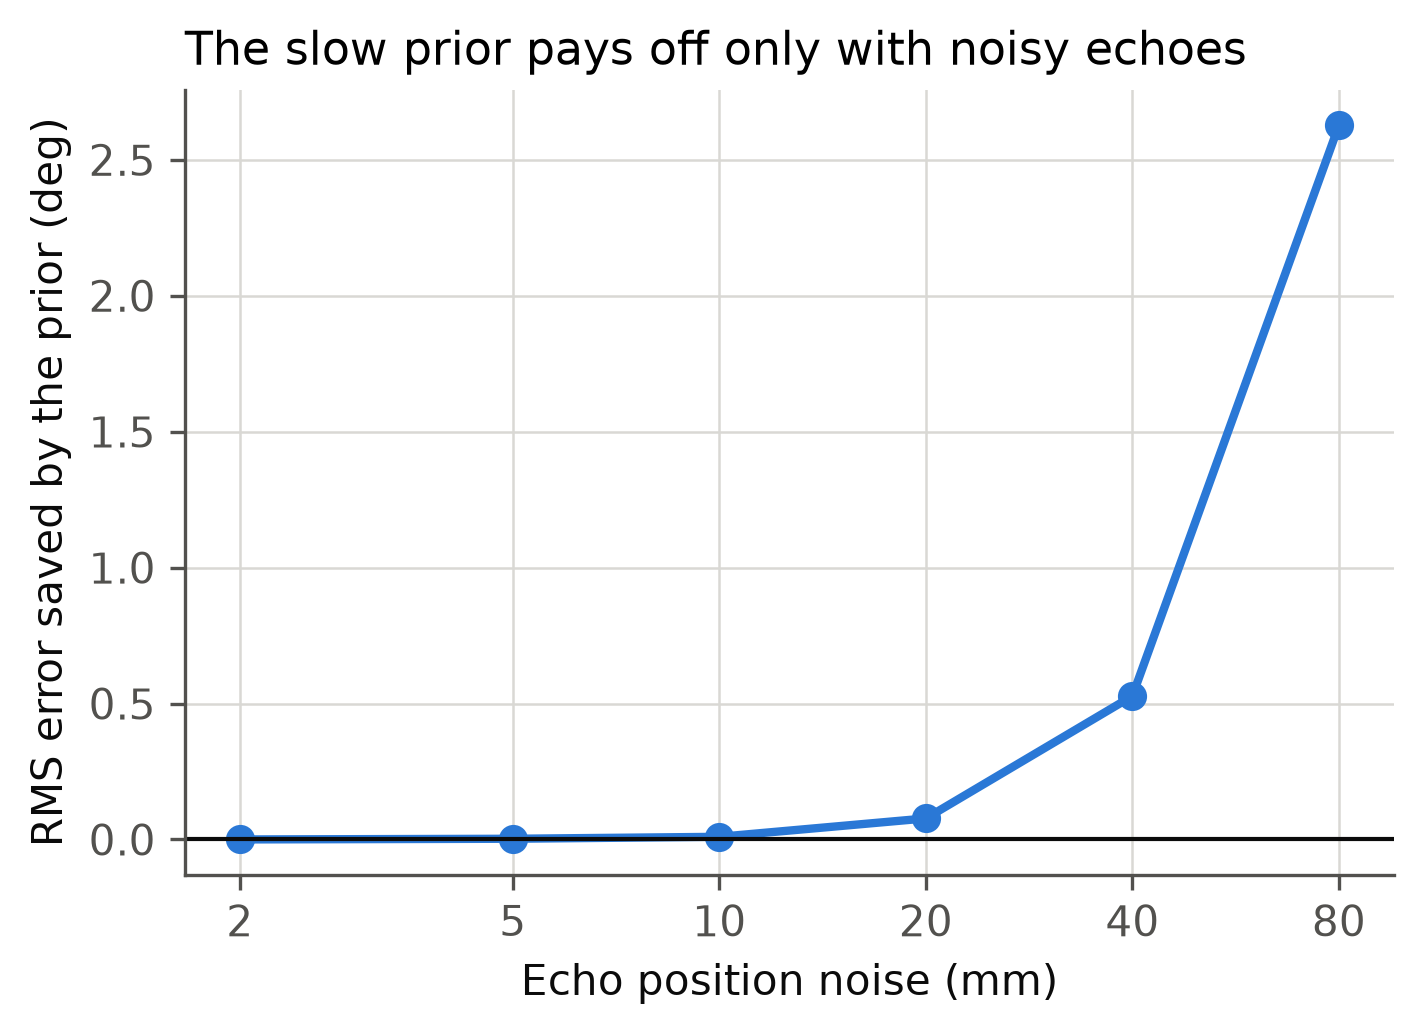 The slow prior pays off only with noisy echoes
RMS error saved by the prior (deg)
2.5
2.0
1.5
1.0
0.5
0.0
2 5 10 20 40 80
Echo position noise (mm)